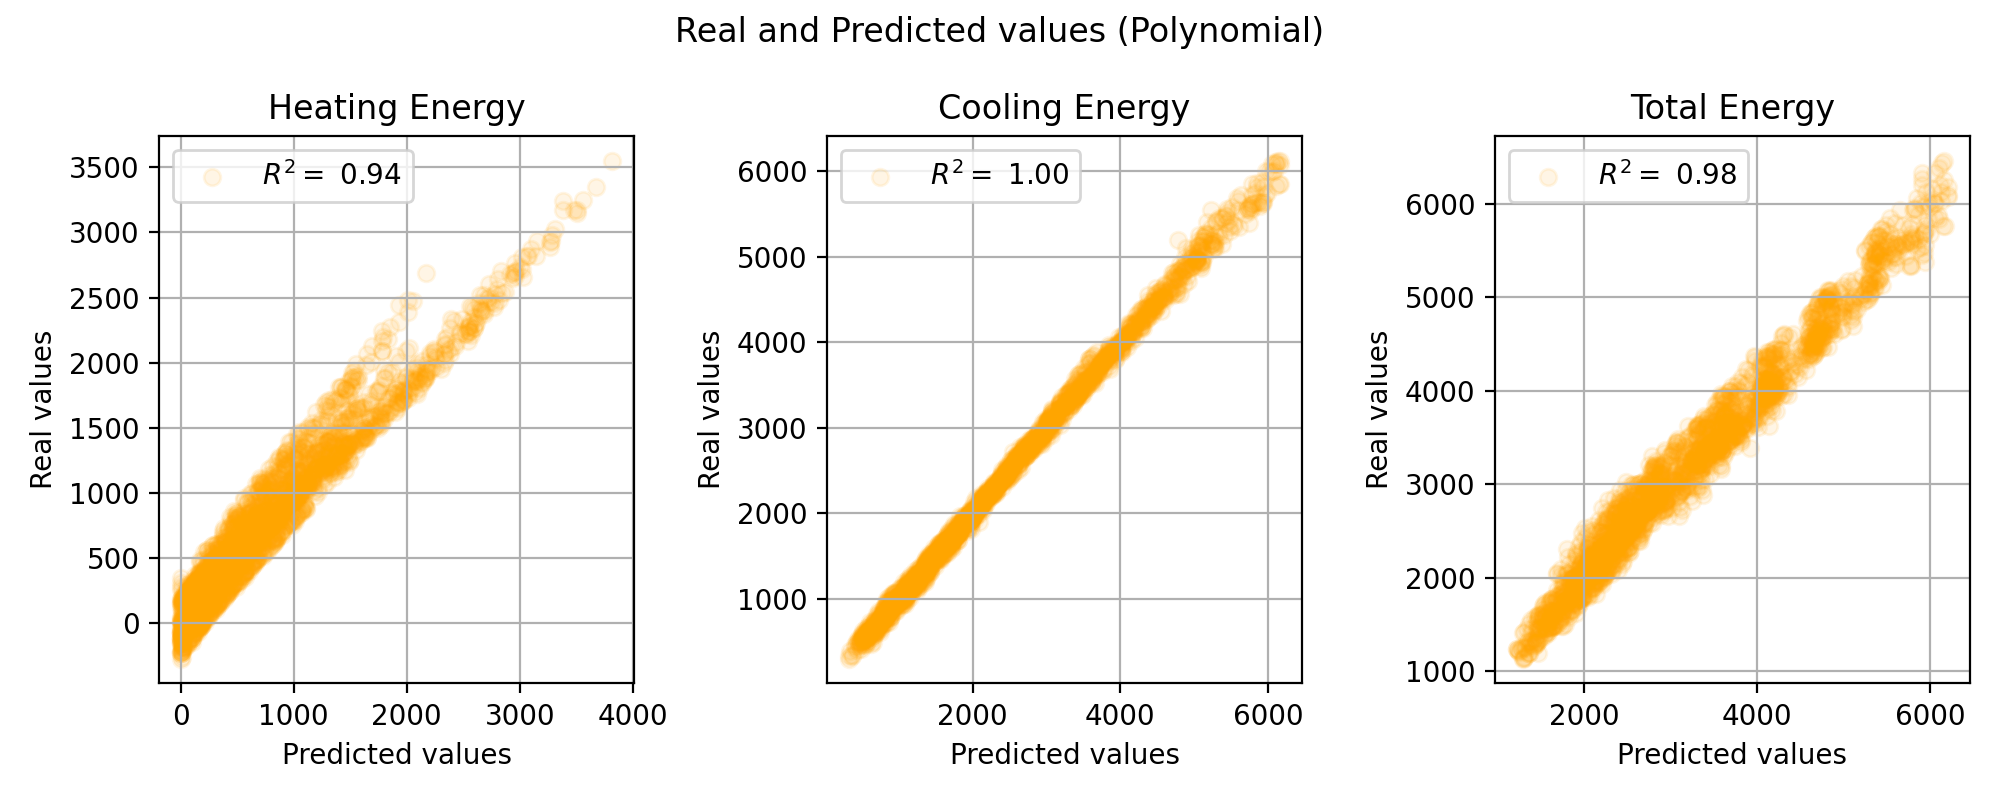 Real and Predicted values (Polynomial)
Heating Energy
R² = 0.94
3500
3000
2500
2000
1500
1000
500
0
Real values
0 1000 2000 3000 4000
Predicted values
Cooling Energy
R² = 1.00
6000
5000
4000
3000
2000
1000
Real values
2000 4000 6000
Predicted values
Total Energy
R² = 0.98
6000
5000
4000
3000
2000
1000
Real values
2000 4000 6000
Predicted values